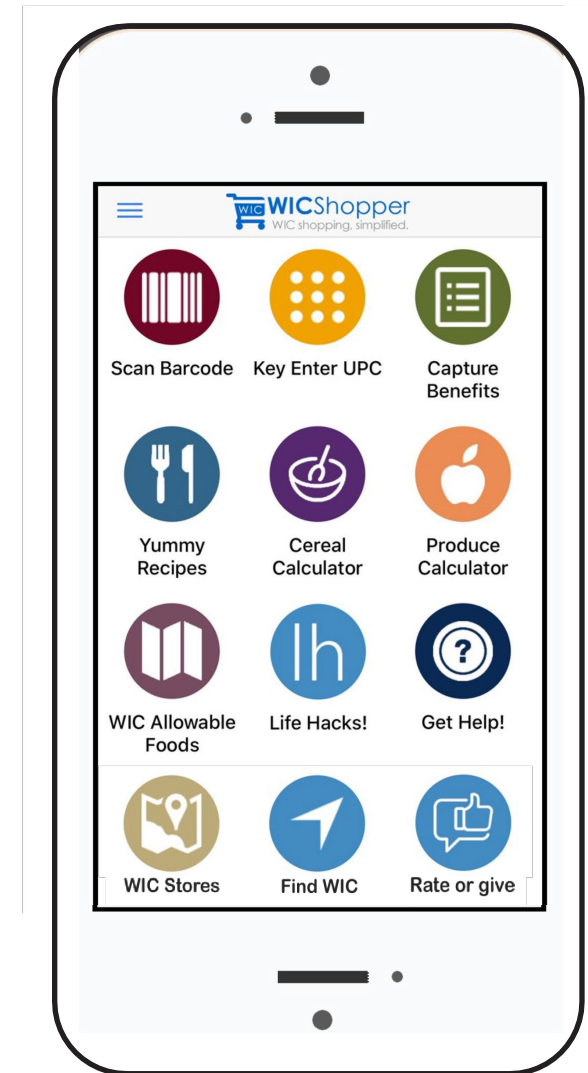 WIC WICShopper
WIC shopping, simplified.
Scan Barcode Key Enter UPC Capture
Benefits
Yummy Cereal Produce
Recipes Calculator Calculator
lh
?
WIC Allowable Life Hacks! Get Help!
Foods
WIC Stores Find WIC Rate or give